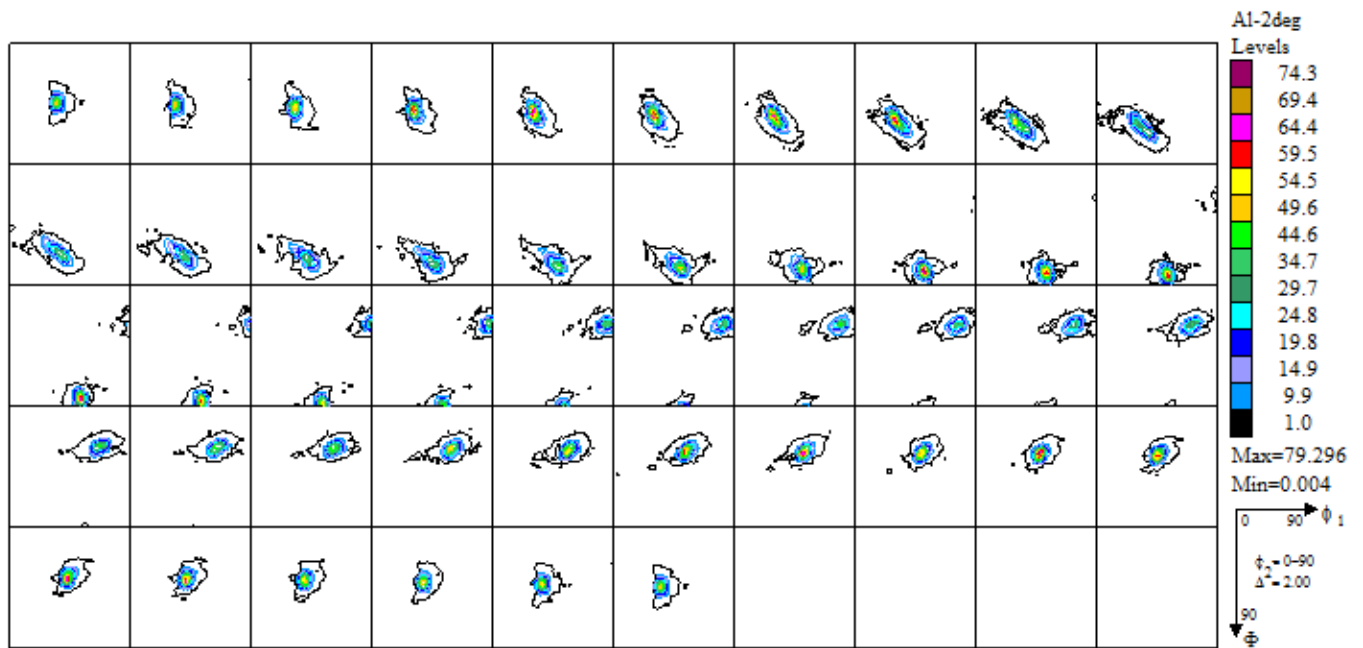 Al-2deg
Levels
74.3
69.4
64.4
59.5
54.5
49.6
44.6
34.7
29.7
24.8
19.8
14.9
9.9
1.0
Max=79.296
Min=0.004
0 90 ϕ 1
ϕ2= 0-90
Δ = 2.00
90
Φ